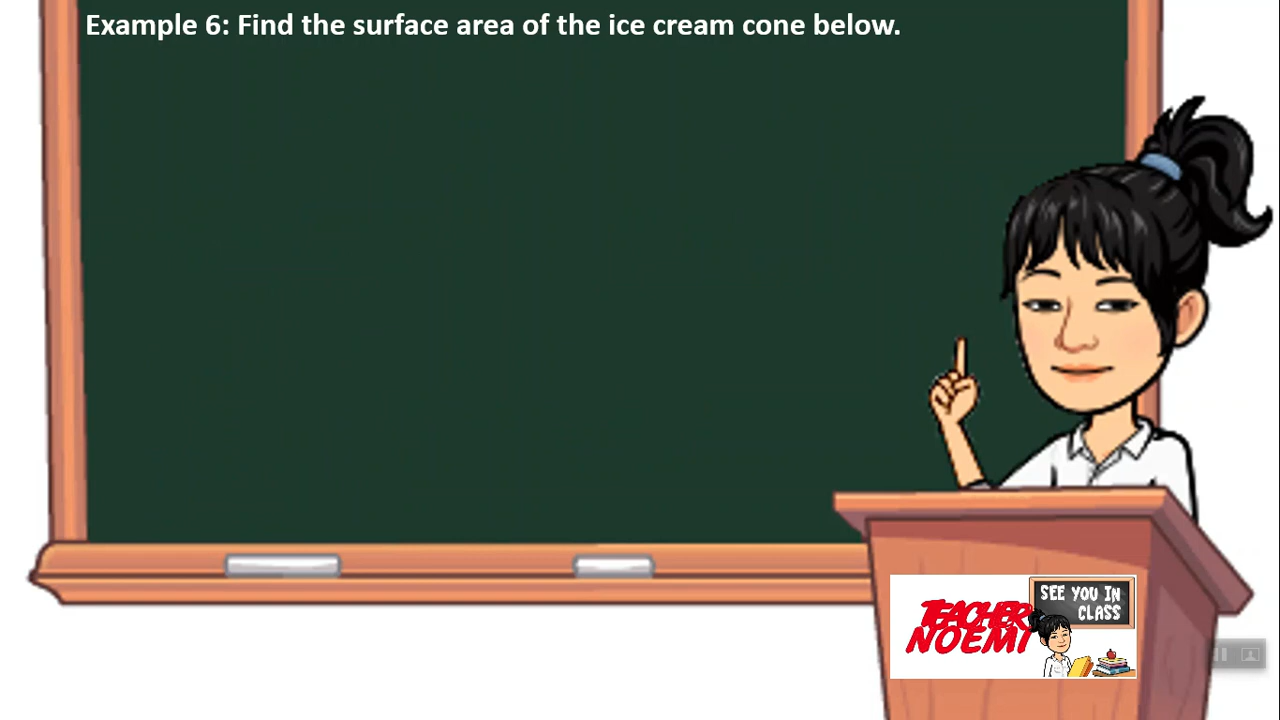 Example 6: Find the surface area of the ice cream cone below.
SEE YOU IN
CLASS
TEACHER
NOEMI